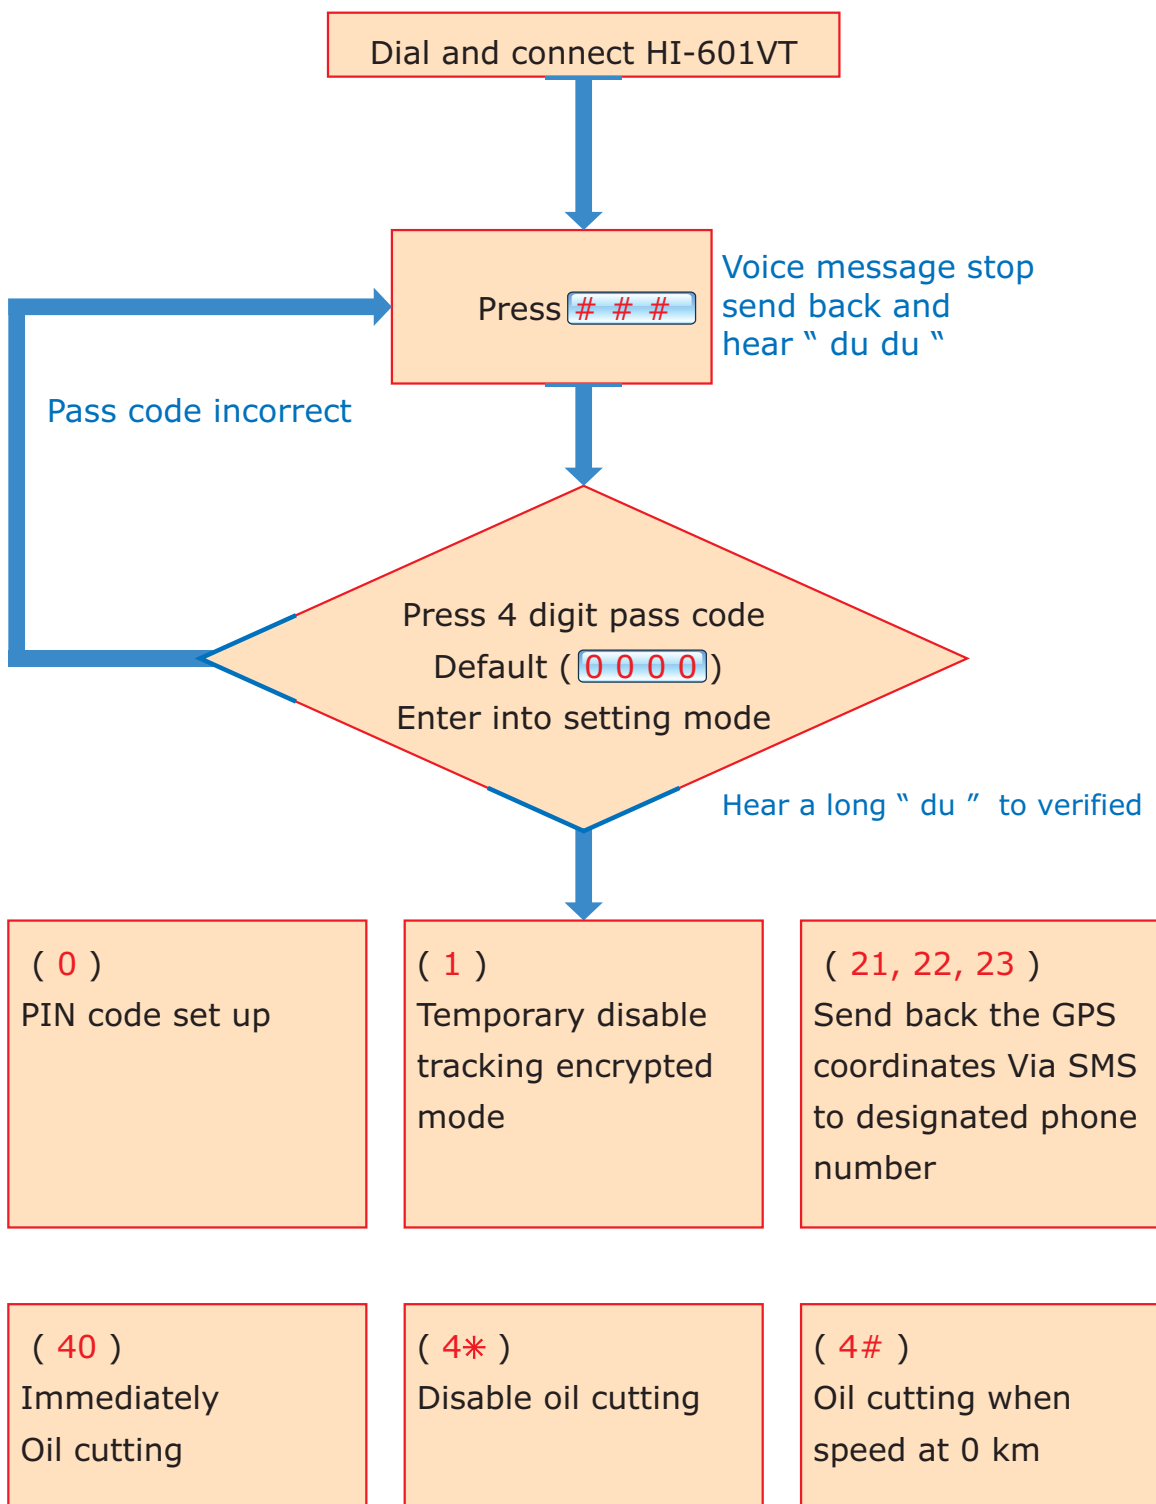 Dial and connect HI-601VT
Press # # #
Voice message stop
send back and
hear “ du du “
Pass code incorrect
Press 4 digit pass code
Default ( 0 0 0 0 )
Enter into setting mode
Hear a long “ du ” to verified
( 0 )
PIN code set up
( 1 )
Temporary disable
tracking encrypted
mode
( 21, 22, 23 )
Send back the GPS
coordinates Via SMS
to designated phone
number
( 40 )
Immediately
Oil cutting
( 4* )
Disable oil cutting
( 4# )
Oil cutting when
speed at 0 km